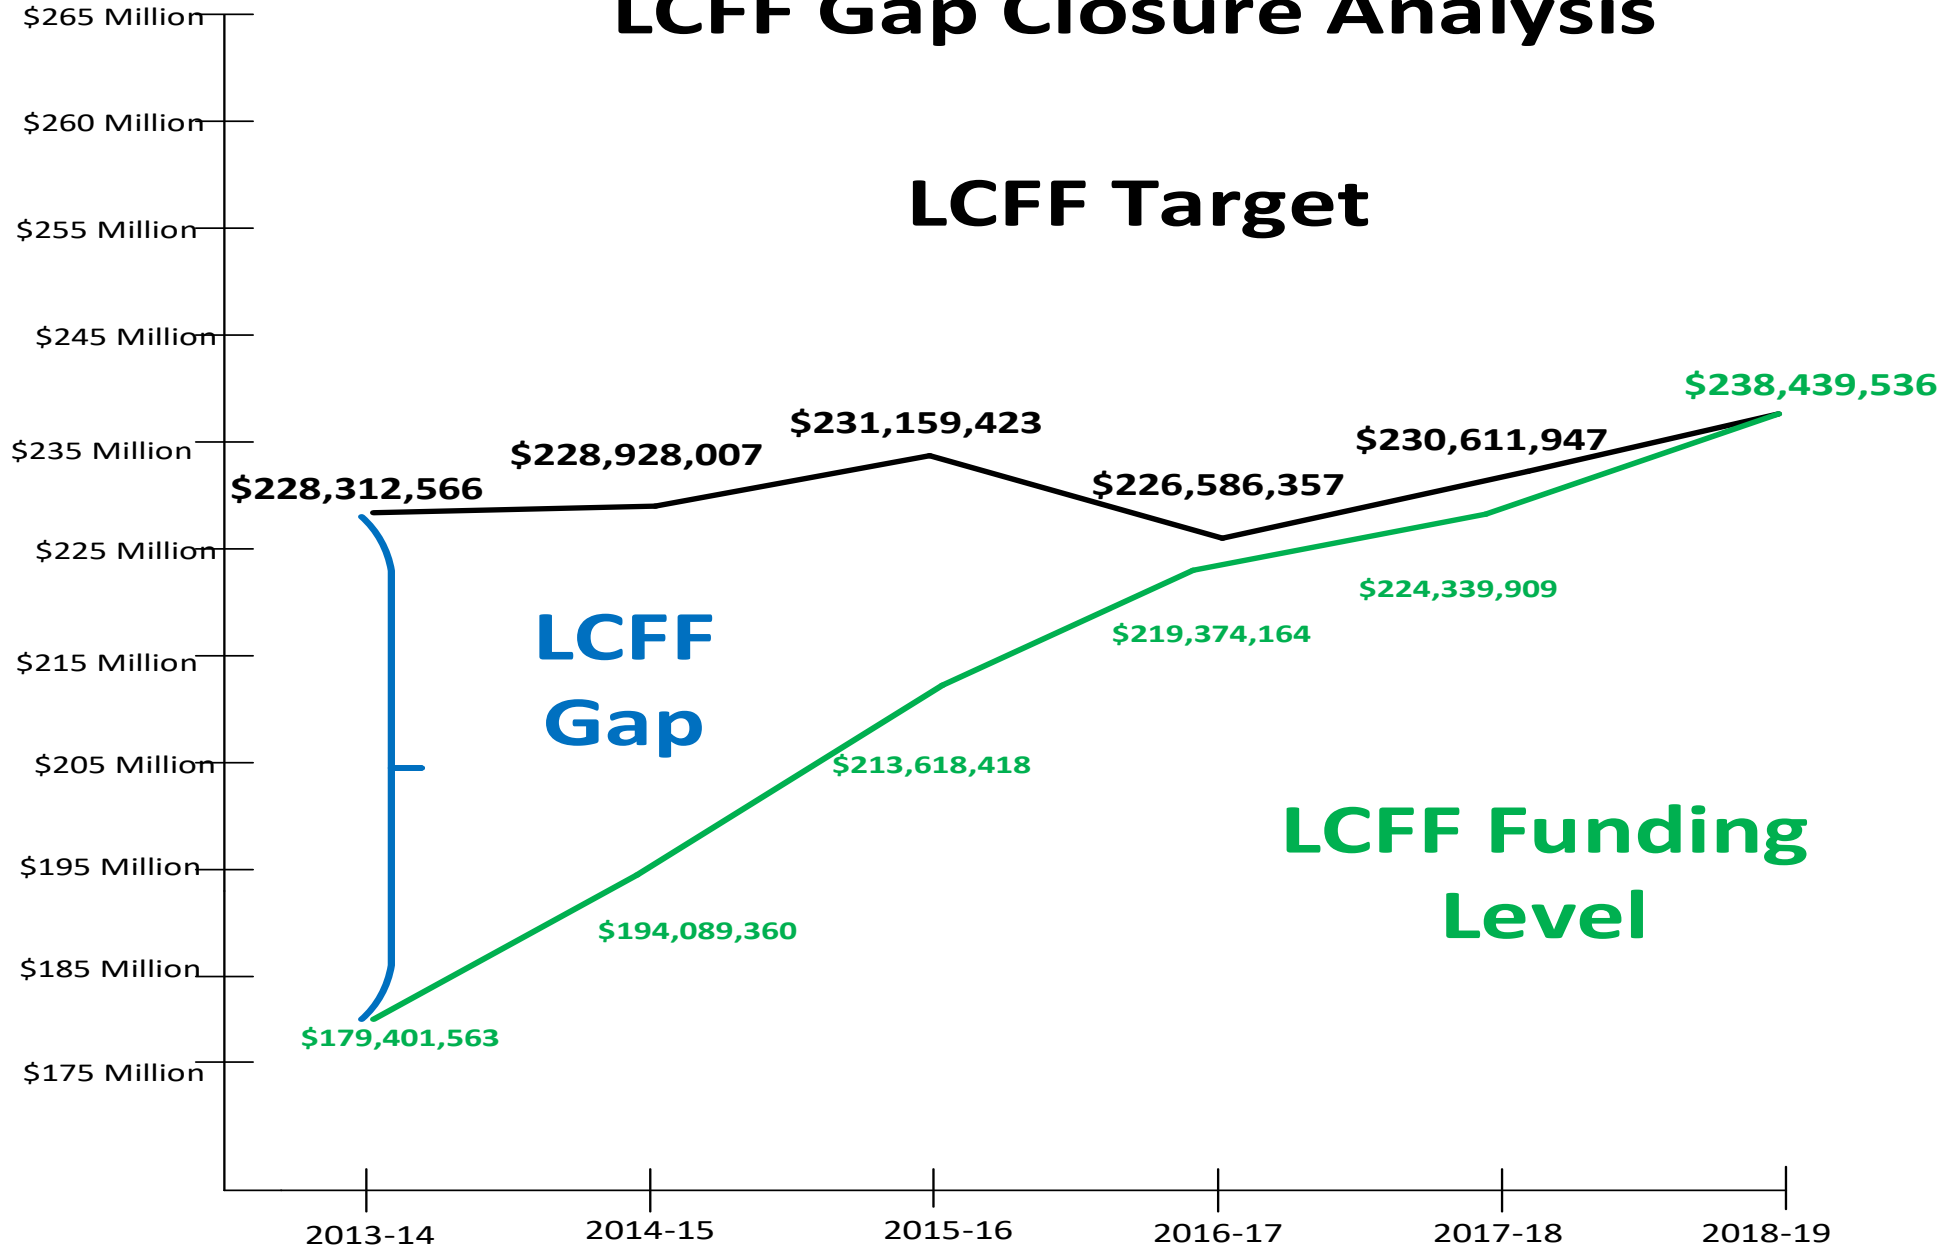 LCFF Gap Closure Analysis
$265 Million
$260 Million
LCFF Target
$255 Million
$245 Million
$238,439,536
$231,159,423
$230,611,947
$235 Million
$228,928,007
$228,312,566
$226,586,357
$225 Million
$224,339,909
LCFF
Gap
$219,374,164
$215 Million
$205 Million
$213,618,418
LCFF Funding
Level
$195 Million
$194,089,360
$185 Million
$179,401,563
$175 Million
2013-14
2014-15
2015-16
2016-17
2017-18
2018-19